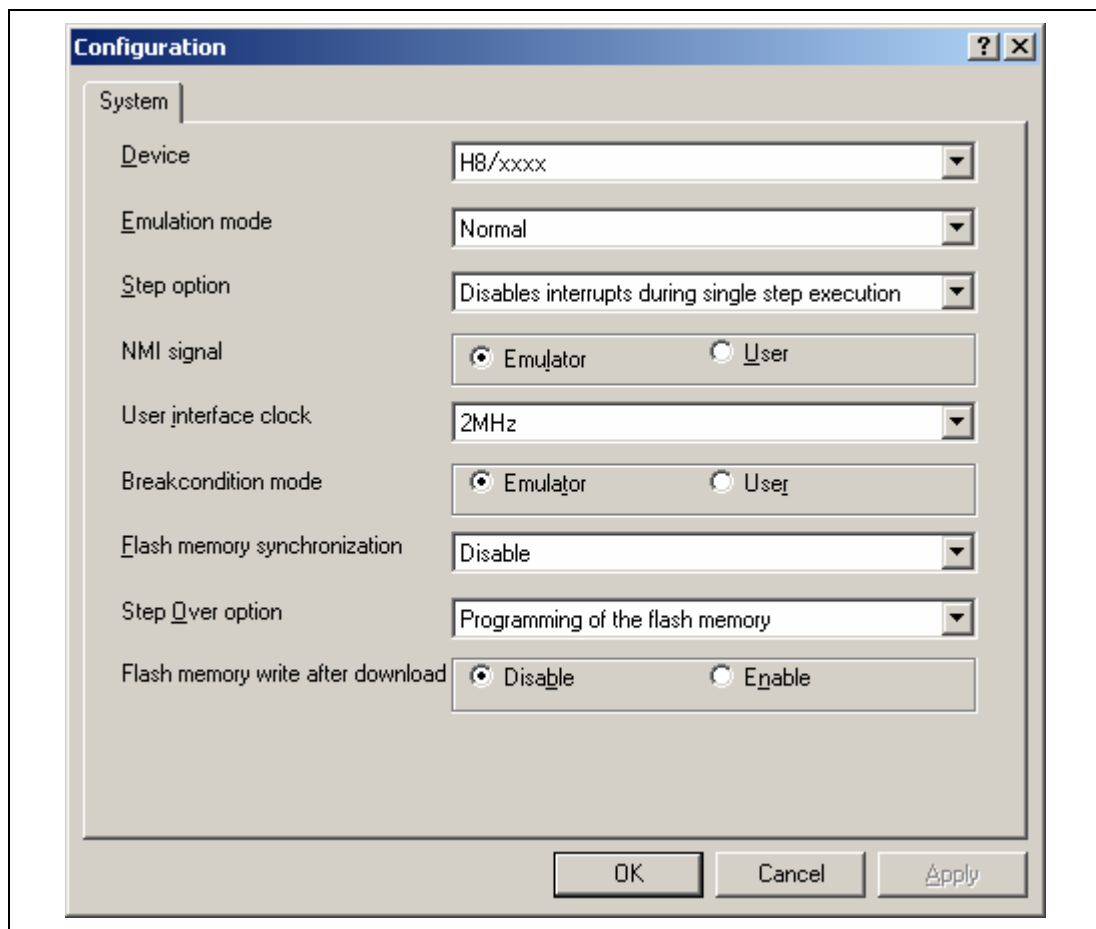 Configuration
System
Device
H8/xxxx
Emulation mode
Normal
Step option
Disables interrupts during single step execution
NMI signal
Emulator
User
User interface clock
2MHz
Breakcondition mode
Emulator
User
Flash memory synchronization
Disable
Step Over option
Programming of the flash memory
Flash memory write after download
Disable
Enable
OK
Cancel
Apply